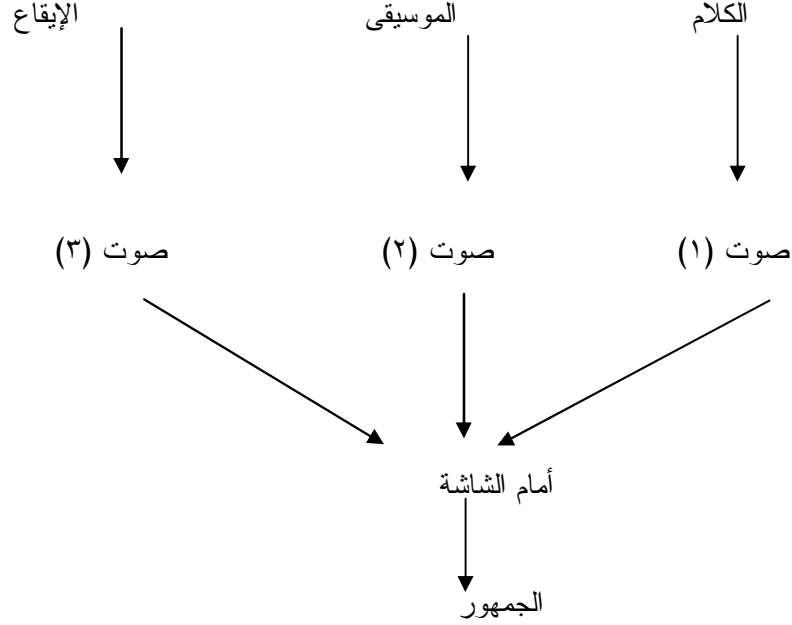 الكلام
الموسيقى
الإيقاع
صوت (١)
صوت (٢)
صوت (٣)
أمام الشاشة
الجمهور